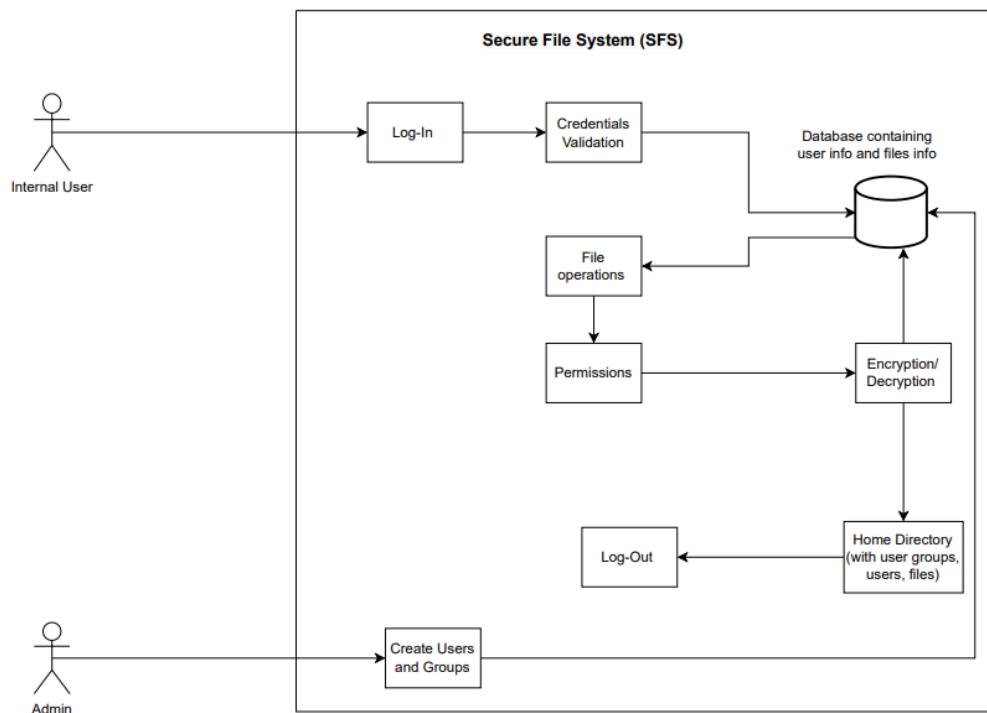 Secure File System (SFS)
Log-In
Credentials
Validation
Database containing
user info and files info
Internal User
File
operations
Permissions
Encryption/
Decryption
Log-Out
Home Directory
(with user groups,
users, files)
Create Users
and Groups
Admin